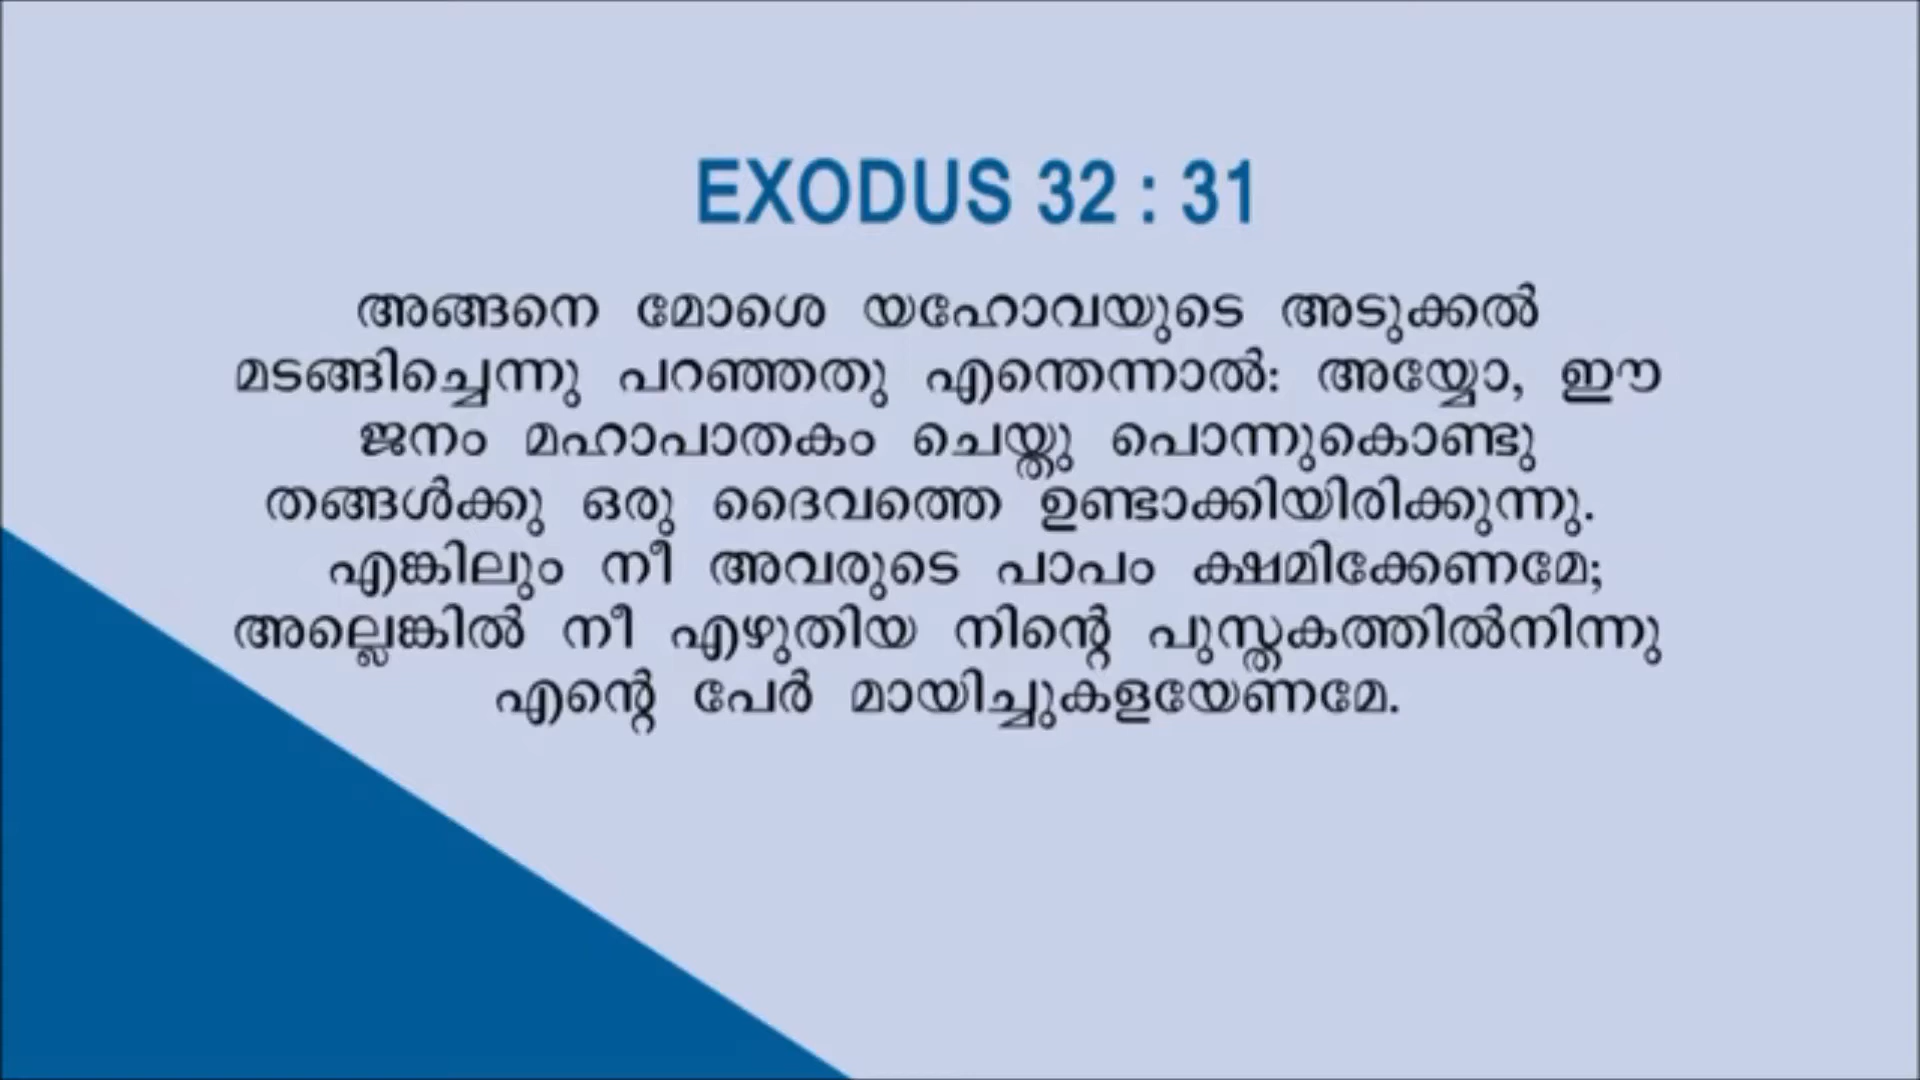 EXODUS 32 : 31
അങ്ങനെ മോശെ യഹോവയുടെ അടുക്കൽ
മടങ്ങിച്ചെന്നു പറഞ്ഞതു എന്തെന്നാൽ: അയ്യോ, ഈ
ജനം മഹാപാതകം ചെയ്തു പൊന്നുകൊണ്ടു
തങ്ങൾക്കു ഒരു ദൈവത്തെ ഉണ്ടാക്കിയിരിക്കുന്നു.
എങ്കിലും നീ അവരുടെ പാപം ക്ഷമിക്കേണമേ;
അല്ലെങ്കിൽ നീ എഴുതിയ നിന്റെ പുസ്തകത്തിൽനിന്നു
എന്റെ പേർ മായിച്ചുകളയേണമേ.